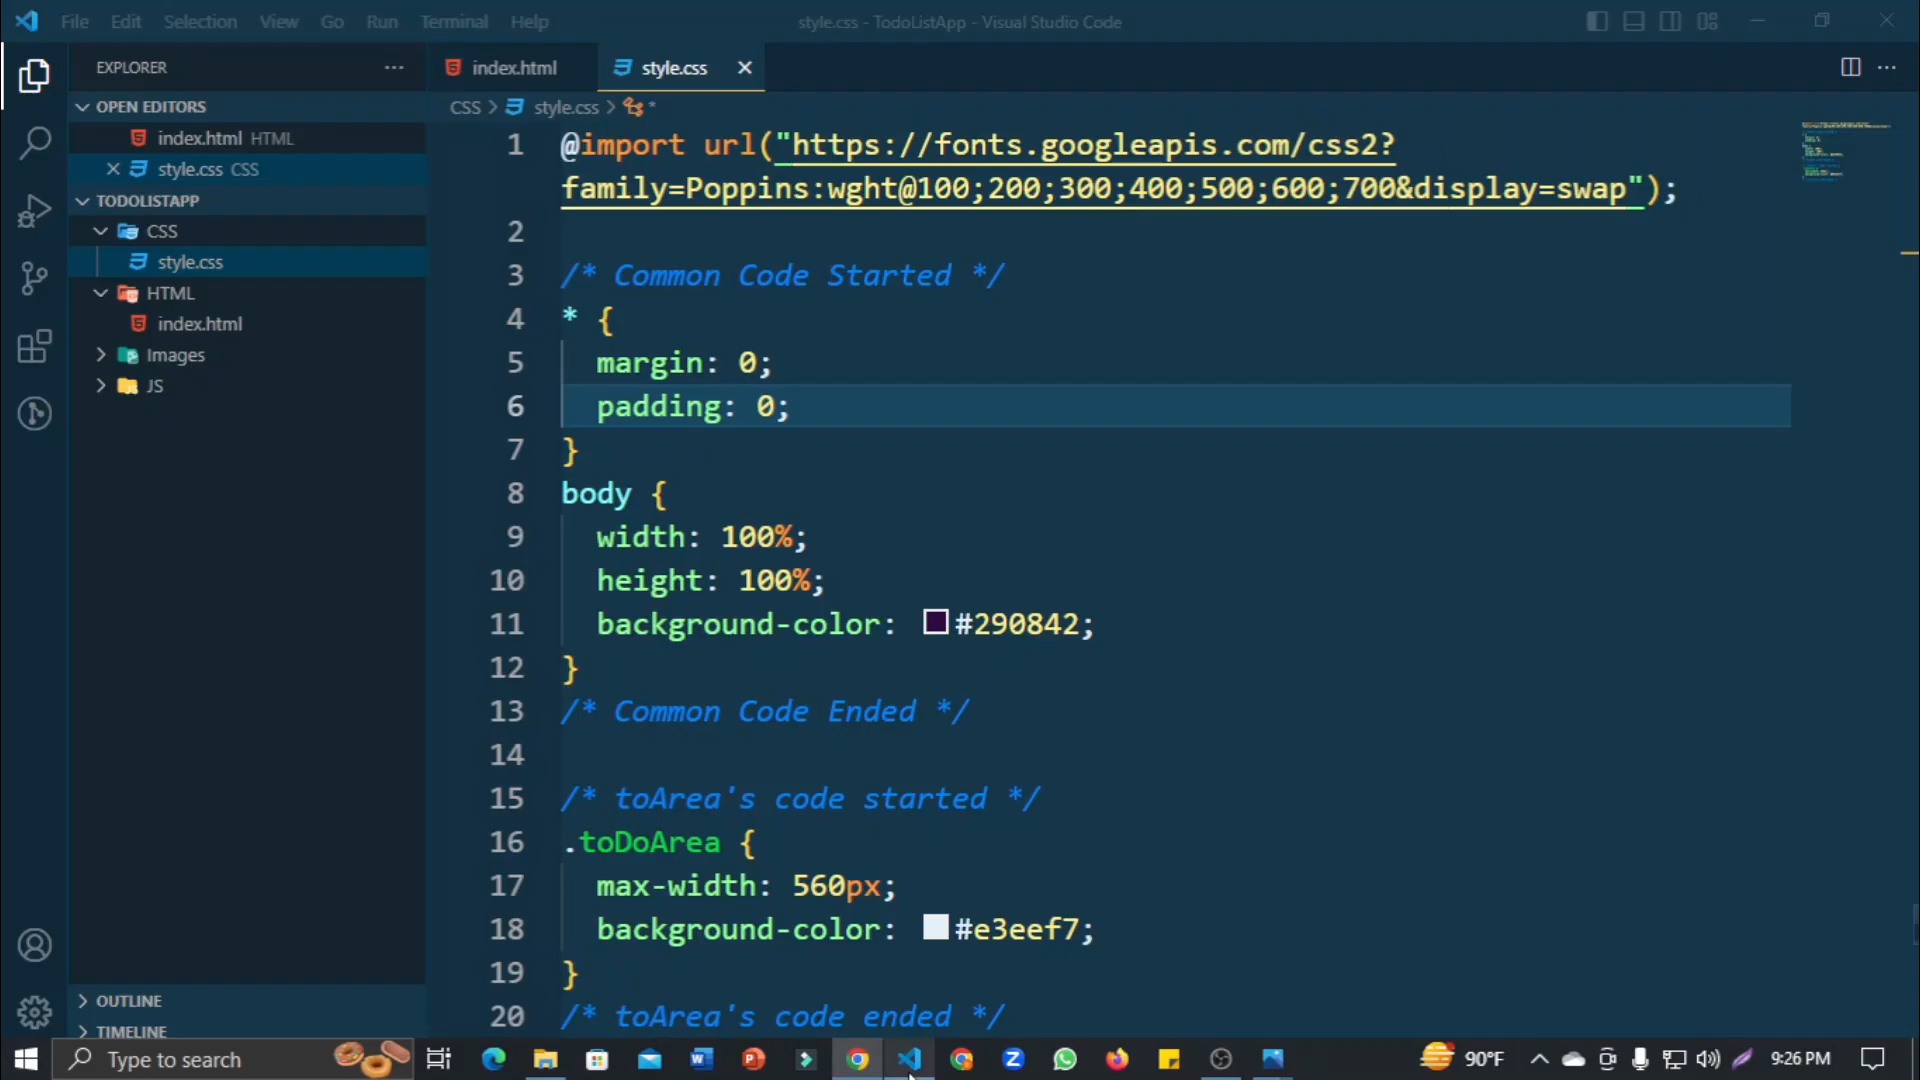 File Edit Selection View Go Run Terminal Help
style.css - TodoListApp - Visual Studio Code
EXPLORER
OPEN EDITORS
index.html HTML
style.css CSS
TODOLISTAPP
CSS
style.css
HTML
index.html
Images
JS
OUTLINE
TIMELINE
index.html
style.css
CSS > style.css > *
1 @import url("https://fonts.googleapis.com/css2?
family=Poppins:wght@100;200;300;400;500;600;700&display=swap");
2
3 /* Common Code Started */
4 * {
5 margin: 0;
6 padding: 0;
7 }
8 body {
9 width: 100%;
10 height: 100%;
11 background-color: #290842;
12 }
13 /* Common Code Ended */
14
15 /* toArea's code started */
16 .toDoArea {
17 max-width: 560px;
18 background-color: #e3eef7;
19 }
20 /* toArea's code ended */
Type to search
90°F
9:26 PM